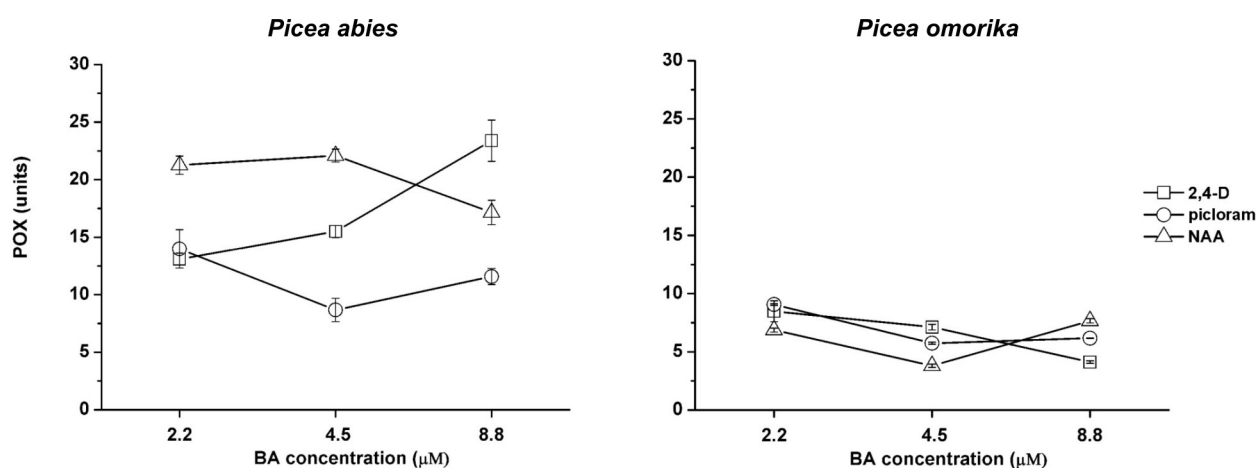 Picea abies
30
25
20
15
10
5
0
POX (units)
2.2 4.5 8.8
BA concentration (μM)
Picea omorika
30
25
20
15
10
5
0
2.2 4.5 8.8
BA concentration (μM)
2,4-D
picloram
NAA